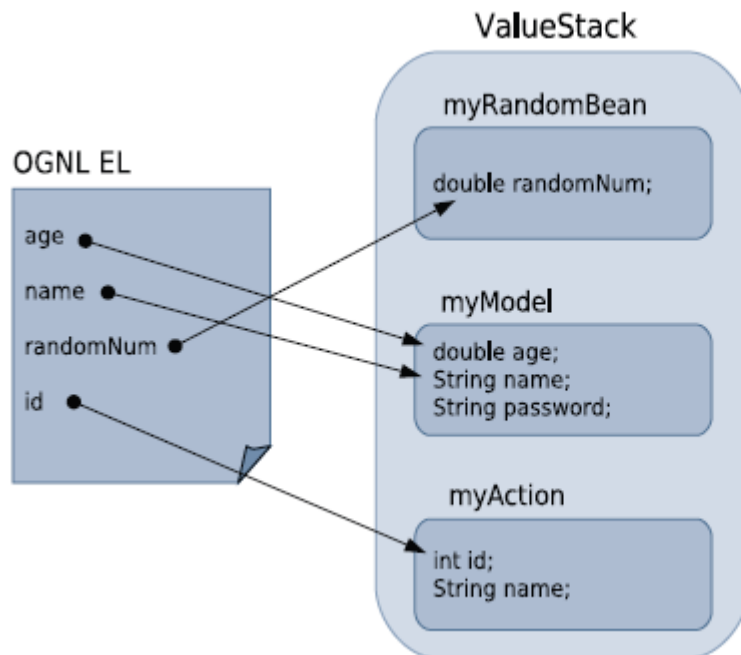 ValueStack
OGNL EL
age
name
randomNum
id
myRandomBean
double randomNum;
myModel
double age;
String name;
String password;
myAction
int id;
String name;